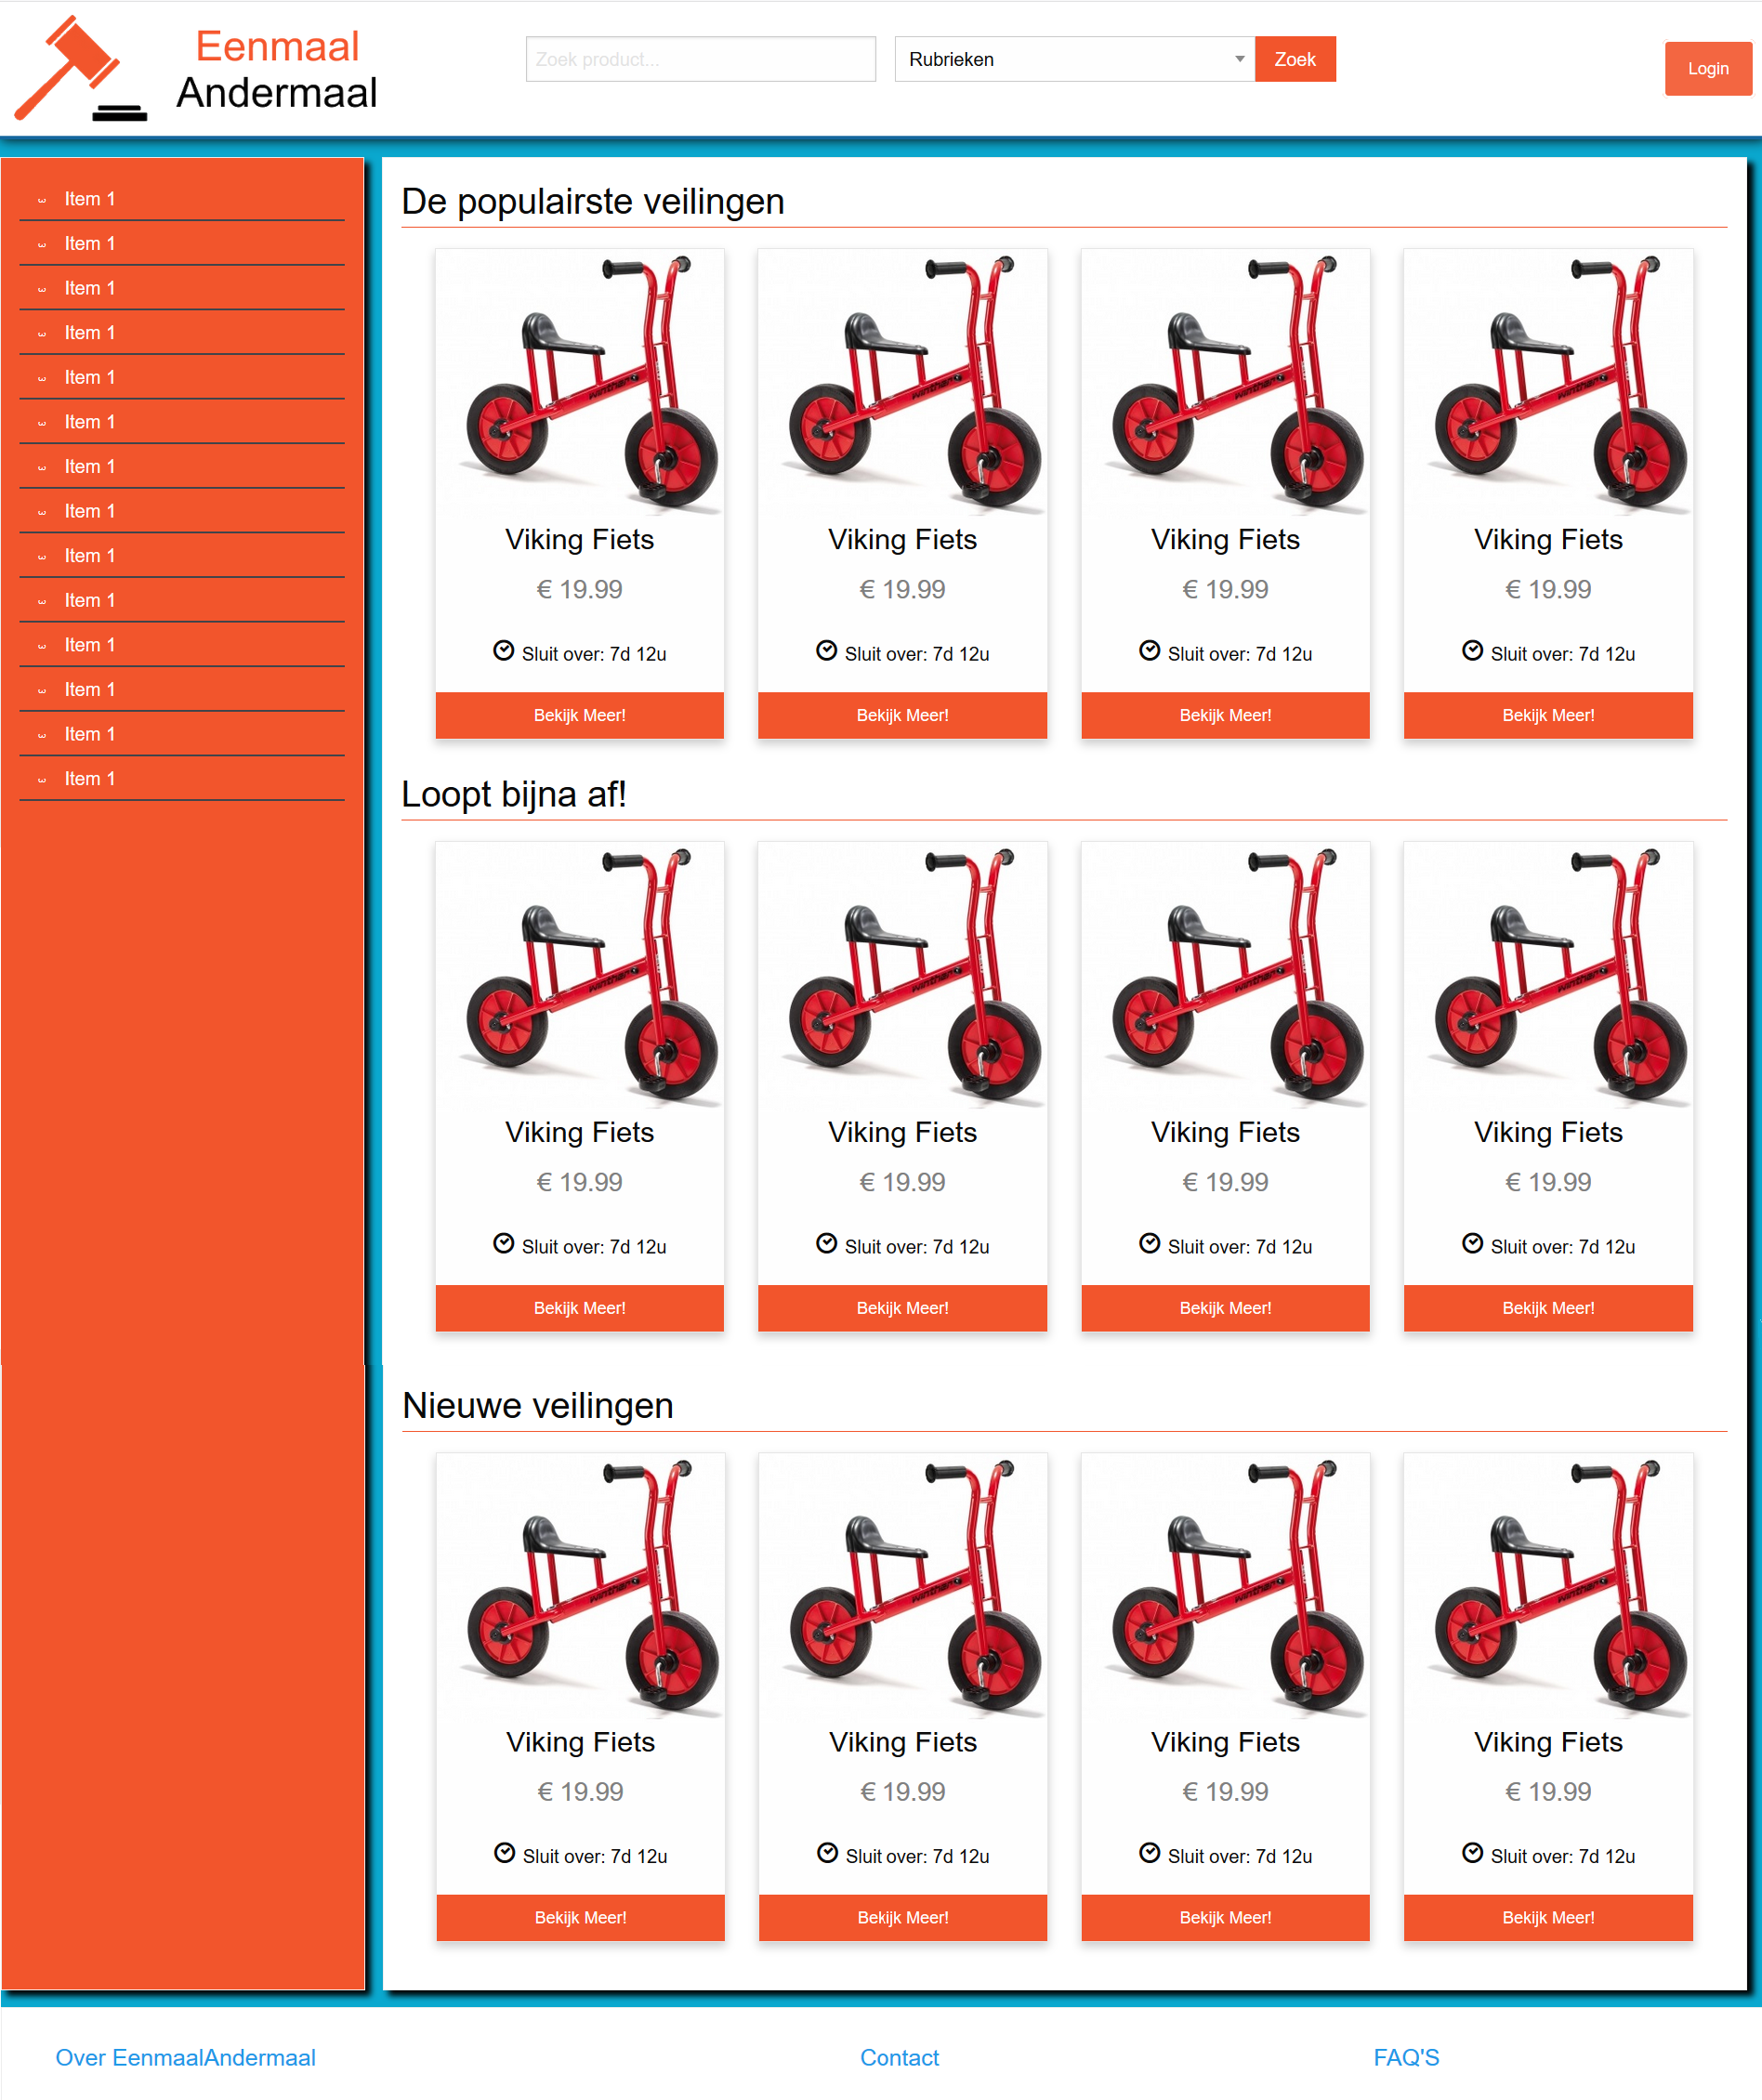 Eenmaal
Andermaal
Zoek product...
Rubrieken
Zoek
Login
Item 1
Item 1
Item 1
Item 1
Item 1
Item 1
Item 1
Item 1
Item 1
Item 1
Item 1
Item 1
Item 1
Item 1
De populairste veilingen
Viking Fiets Viking Fiets Viking Fiets Viking Fiets
€ 19.99 € 19.99 € 19.99 € 19.99
Sluit over: 7d 12u Sluit over: 7d 12u Sluit over: 7d 12u Sluit over: 7d 12u
Bekijk Meer! Bekijk Meer! Bekijk Meer! Bekijk Meer!
Loopt bijna af!
Viking Fiets Viking Fiets Viking Fiets Viking Fiets
€ 19.99 € 19.99 € 19.99 € 19.99
Sluit over: 7d 12u Sluit over: 7d 12u Sluit over: 7d 12u Sluit over: 7d 12u
Bekijk Meer! Bekijk Meer! Bekijk Meer! Bekijk Meer!
Nieuwe veilingen
Viking Fiets Viking Fiets Viking Fiets Viking Fiets
€ 19.99 € 19.99 € 19.99 € 19.99
Sluit over: 7d 12u Sluit over: 7d 12u Sluit over: 7d 12u Sluit over: 7d 12u
Bekijk Meer! Bekijk Meer! Bekijk Meer! Bekijk Meer!
Over EenmaalAndermaal Contact FAQ'S